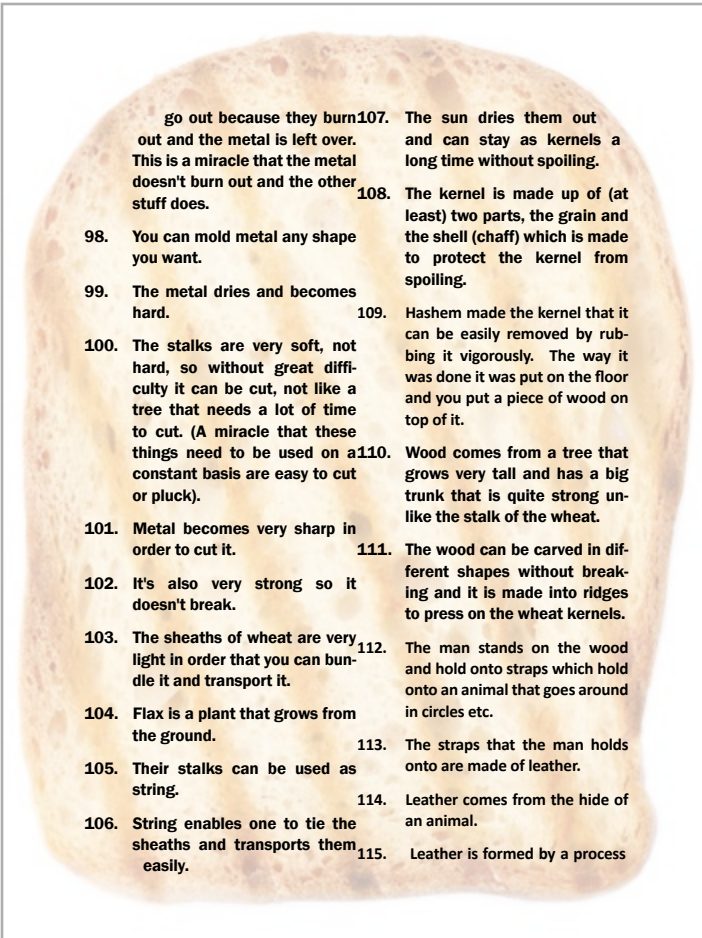 go out because they burn
out and the metal is left over.
This is a miracle that the metal
doesn't burn out and the other
stuff does.
98. You can mold metal any shape
you want.
99. The metal dries and becomes
hard.
100. The stalks are very soft, not
hard, so without great diffi-
culty it can be cut, not like a
tree that needs a lot of time
to cut. (A miracle that these
things need to be used on a
constant basis are easy to cut
or pluck).
101. Metal becomes very sharp in
order to cut it.
102. It's also very strong so it
doesn't break.
103. The sheaths of wheat are very
light in order that you can bun-
dle it and transport it.
104. Flax is a plant that grows from
the ground.
105. Their stalks can be used as
string.
106. String enables one to tie the
sheaths and transports them
easily.
107. The sun dries them out
and can stay as kernels a
long time without spoiling.
108. The kernel is made up of (at
least) two parts, the grain and
the shell (chaff) which is made
to protect the kernel from
spoiling.
109. Hashem made the kernel that it
can be easily removed by rub-
bing it vigorously. The way it
was done it was put on the floor
and you put a piece of wood on
top of it.
110. Wood comes from a tree that
grows very tall and has a big
trunk that is quite strong un-
like the stalk of the wheat.
111. The wood can be carved in dif-
ferent shapes without break-
ing and it is made into ridges
to press on the wheat kernels.
112. The man stands on the wood
and hold onto straps which hold
onto an animal that goes around
in circles etc.
113. The straps that the man holds
onto are made of leather.
114. Leather comes from the hide of
an animal.
115. Leather is formed by a process